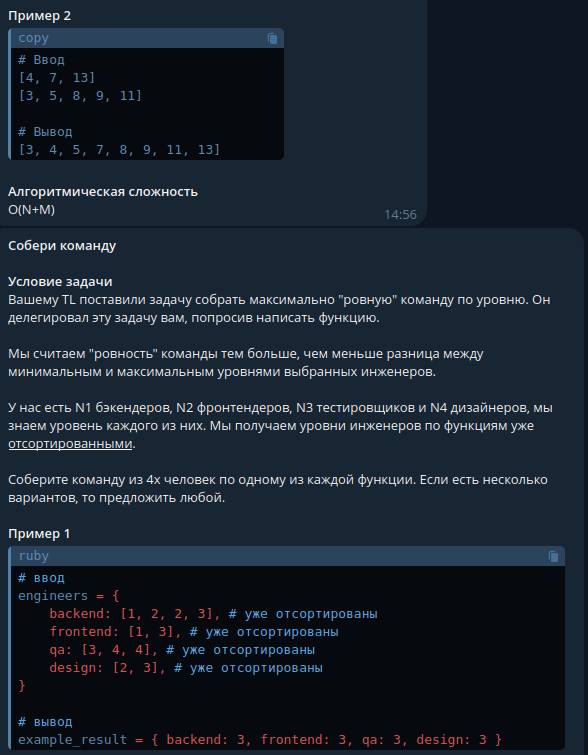 Пример 2
copy
# Ввод
[4, 7, 13]
[3, 5, 8, 9, 11]
# Вывод
[3, 4, 5, 7, 8, 9, 11, 13]
Алгоритмическая сложность
O(N+M)
14:56
Собери команду
Условие задачи
Вашему TL поставили задачу собрать максимально "ровную" команду по уровню. Он
делегировал эту задачу вам, попросив написать функцию.
Мы считаем "ровность" команды тем больше, чем меньше разница между
минимальным и максимальным уровнями выбранных инженеров.
У нас есть N1 бэкендеров, N2 фронтендеров, N3 тестировщиков и N4 дизайнеров, мы
знаем уровень каждого из них. Мы получаем уровни инженеров по функциям уже
отсортированными.
Соберите команду из 4х человек по одному из каждой функции. Если есть несколько
вариантов, то предложить любой.
Пример 1
ruby
# ввод
engineers = {
    backend: [1, 2, 2, 3], # уже отсортированы
    frontend: [1, 3], # уже отсортированы
    qa: [3, 4, 4], # уже отсортированы
    design: [2, 3], # уже отсортированы
}
# вывод
example_result = { backend: 3, frontend: 3, qa: 3, design: 3 }